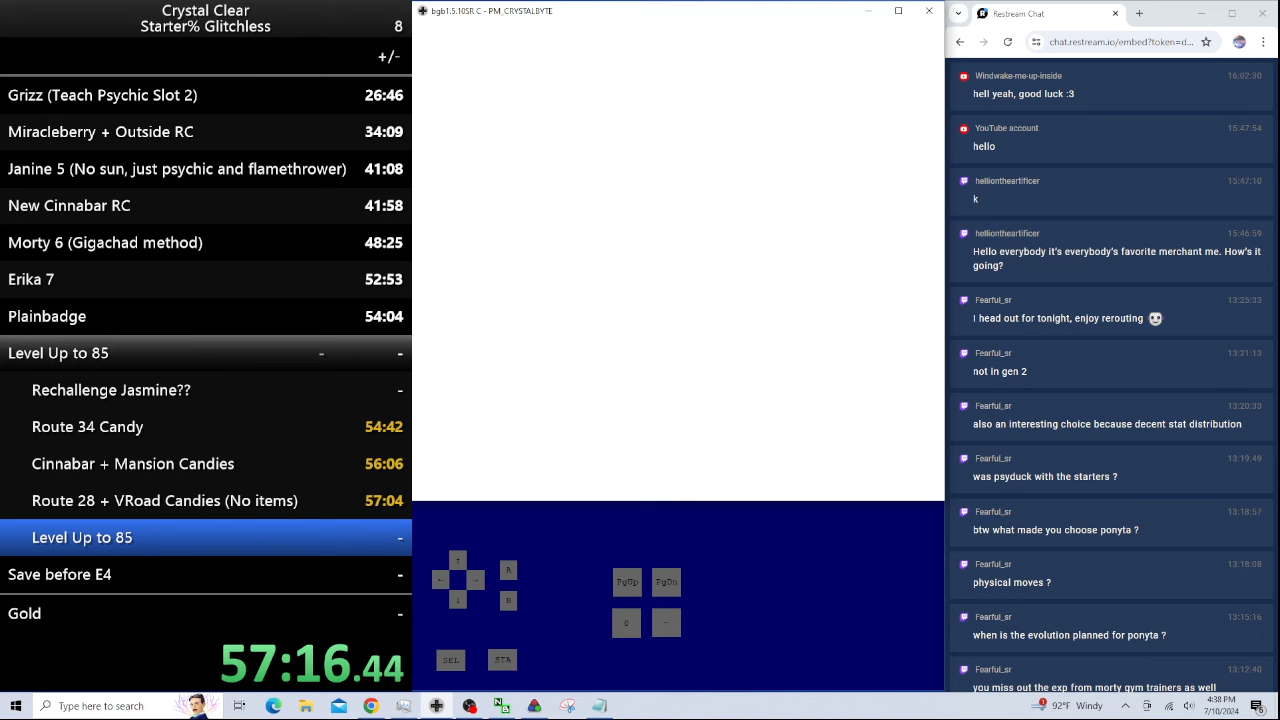 Crystal Clear
Starter% Glitchless 8
+/-
Grizz (Teach Psychic Slot 2) 26:46
Miracleberry + Outside RC 34:09
Janine 5 (No sun, just psychic and flamethrower) 41:08
New Cinnabar RC 41:58
Morty 6 (Gigachad method) 48:25
Erika 7 52:53
Plainbadge 54:04
Level Up to 85 - -
Rechallenge Jasmine?? -
Route 34 Candy 54:42
Cinnabar + Mansion Candies 56:06
Route 28 + VRoad Candies (No items) 57:04
Level Up to 85 -
Save before E4 -
Gold -
57:16.44
bgb1.5.10SR C - PM_CRYSTALBYTE
↑
← →
↓
A
B
SEL STA
PgUp PgDn
0 -
Restream Chat
chat.restream.io/embed?token=d...
Windwake-me-up-inside 16:02:30
hell yeah, good luck :3
YouTube account 15:47:54
hello
helliontheartificer 15:47:10
k
helliontheartificer 15:46:59
Hello everybody it's everybody's favorite merchant me. How's it
going?
Fearful_sr 13:25:33
I head out for tonight, enjoy rerouting
Fearful_sr 13:21:13
not in gen 2
Fearful_sr 13:20:33
also an interesting choice because decent stat distribution
Fearful_sr 13:19:49
was psyduck with the starters ?
Fearful_sr 13:18:57
btw what made you choose ponyta ?
Fearful_sr 13:18:08
physical moves ?
Fearful_sr 13:15:16
when is the evolution planned for ponyta ?
Fearful_sr 13:12:40
you miss out the exp from morty gym trainers as well
Type here to search
92°F Windy
4:38 PM
7/10/2024